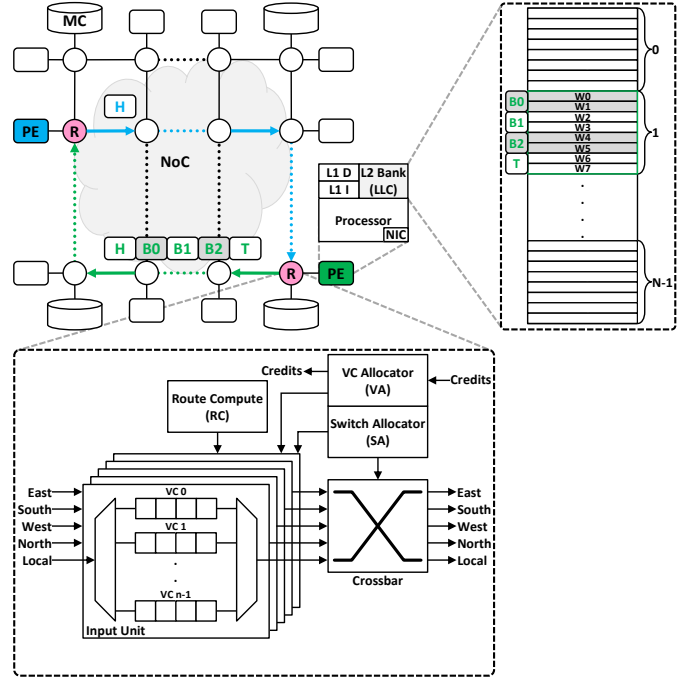 MC
H
PE
R
NoC
H
B0
B1
B2
T
R
PE
L1 D
L1 I
L2 Bank
(LLC)
Processor
NIC
0
B0
B1
B2
T
W0
W1
W2
W3
W4
W5
W6
W7
1
N-1
Credits
VC Allocator
(VA)
Credits
Route Compute
(RC)
Switch Allocator
(SA)
East
South
West
North
Local
VC 0
VC 1
VC n-1
Input Unit
Crossbar
East
South
West
North
Local